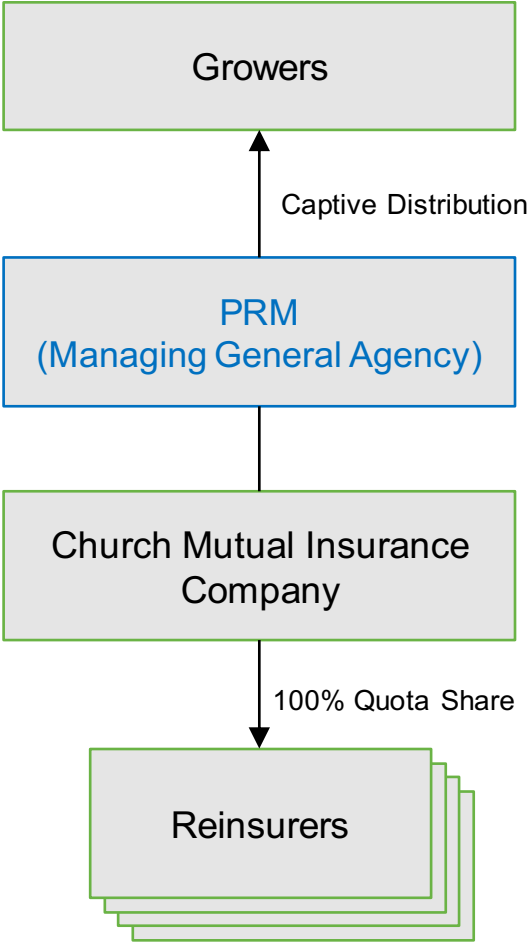 Growers
Captive Distribution
PRM
(Managing General Agency)
Church Mutual Insurance
Company
100% Quota Share
Reinsurers